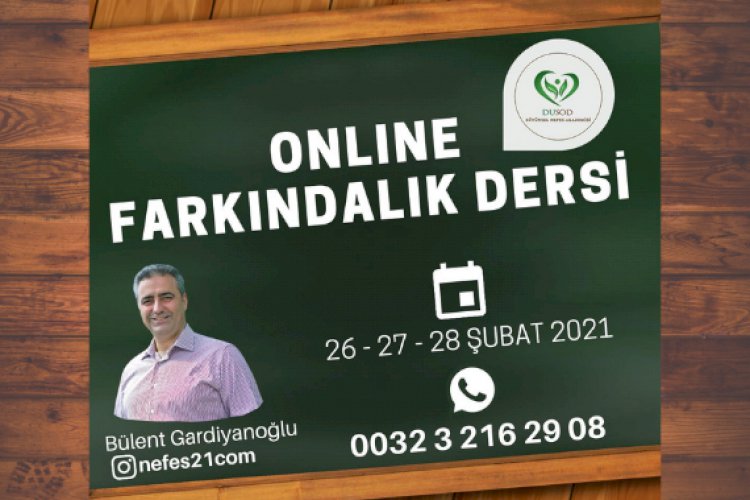 DUSOD
ONLINE
FARKINDALIK DERSİ
26 - 27 - 28 ŞUBAT 2021
Bülent Gardiyanoğlu
nefes21com
0032 3 216 29 08